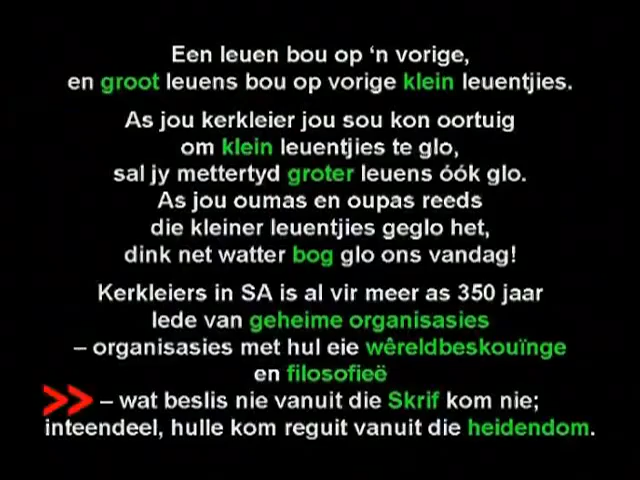 Een leuen bou op ‘n vorige,
en groot leuens bou op vorige klein leuentjies.
As jou kerkleier jou sou kon oortuig
om klein leuentjies te glo,
sal jy mettertyd groter leuens óók glo.
As jou oumas en oupas reeds
die kleiner leuentjies geglo het,
dink net watter bog glo ons vandag!
Kerkleiers in SA is al vir meer as 350 jaar
lede van geheime organisasies
– organisasies met hul eie wêreldbeskouïnge
en filosofieë
>> – wat beslis nie vanuit die Skrif kom nie;
inteendeel, hulle kom reguit vanuit die heidendom.